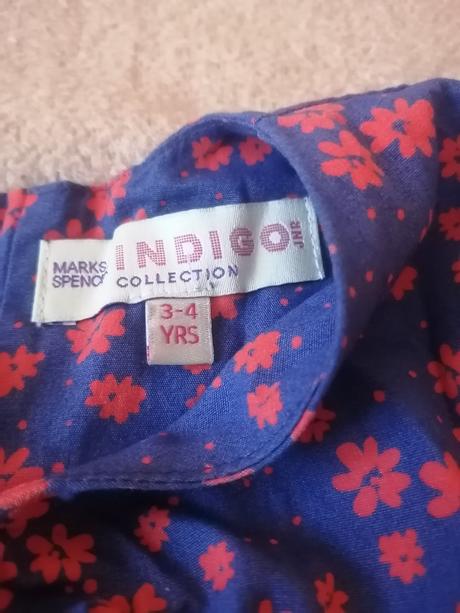 MARKS
SPENC
INDIGO
JNR
COLLECTION
3-4
YRS